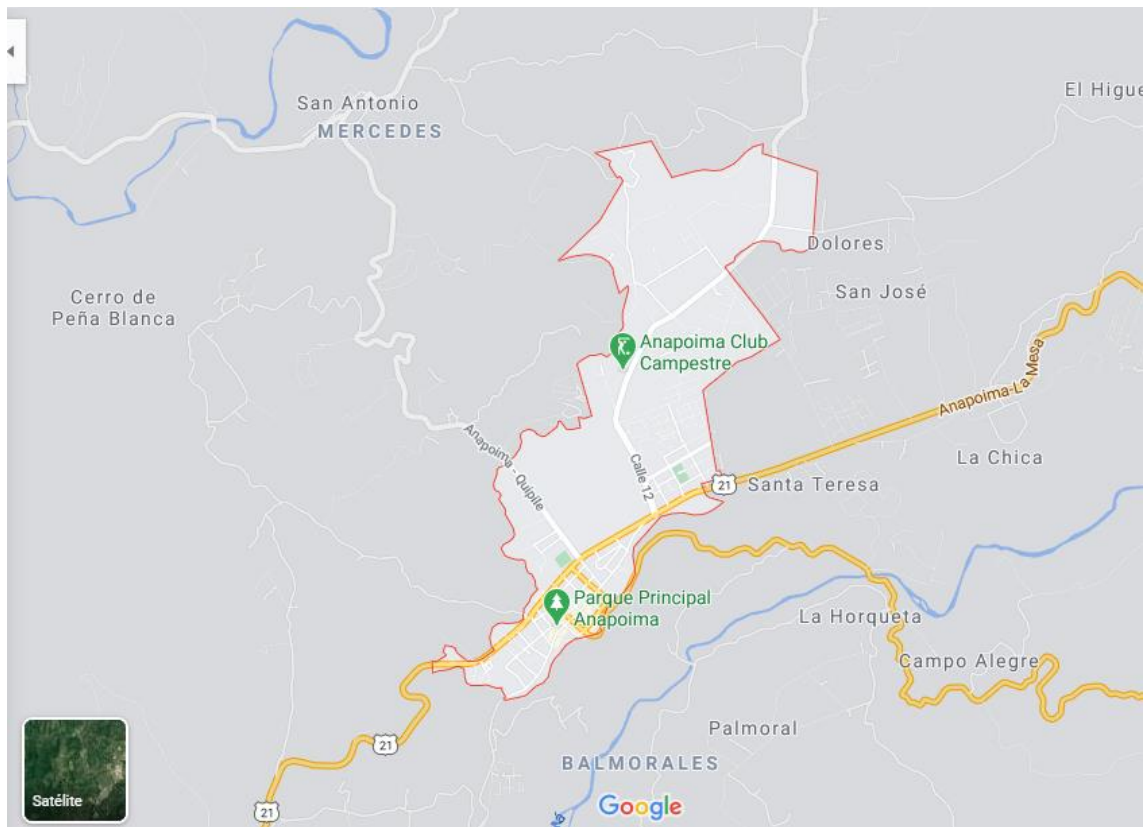 El Higue
San Antonio
MERCEDES
Dolores
San José
Cerro de
Peña Blanca
Anapoima Club
Campestre
Anapoima-La Mesa
Anapoima - Quipile
Calle 12
La Chica
21
Santa Teresa
Parque Principal
Anapoima
La Horqueta
Campo Alegre
Palmoral
21
BALMORALES
Satélite
Google
21